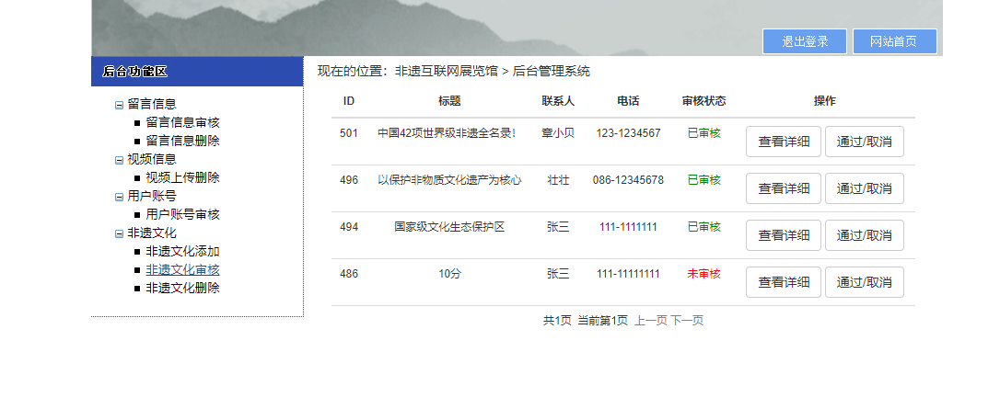 退出登录 网站首页
后台功能区
留言信息
留言信息审核
留言信息删除
视频信息
视频上传删除
用户账号
用户账号审核
非遗文化
非遗文化添加
非遗文化审核
非遗文化删除
现在的位置：非遗互联网展览馆 > 后台管理系统
ID 标题 联系人 电话 审核状态 操作
501 中国42项世界级非遗全名录！ 章小贝 123-1234567 已审核 查看详细 通过/取消
496 以保护非物质文化遗产为核心 壮壮 086-12345678 已审核 查看详细 通过/取消
494 国家级文化生态保护区 张三 111-1111111 已审核 查看详细 通过/取消
486 10分 张三 111-11111111 未审核 查看详细 通过/取消
共1页 当前第1页 上一页 下一页